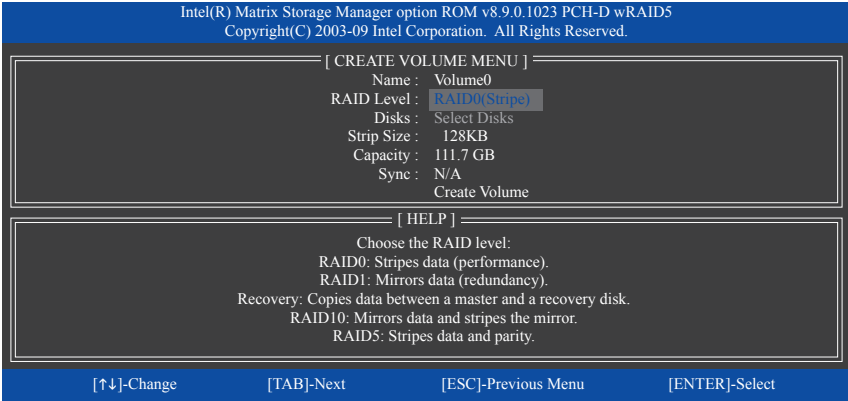 Intel(R) Matrix Storage Manager option ROM v8.9.0.1023 PCH-D wRAID5
Copyright(C) 2003-09 Intel Corporation.  All Rights Reserved.
[ CREATE VOLUME MENU ]
Name :  Volume0
RAID Level :  RAID0(Stripe)
Disks :  Select Disks
Strip Size :  128KB
Capacity :  111.7 GB
Sync :  N/A
Create Volume
[ HELP ]
Choose the RAID level:
RAID0: Stripes data (performance).
RAID1: Mirrors data (redundancy).
Recovery: Copies data between a master and a recovery disk.
RAID10: Mirrors data and stripes the mirror.
RAID5: Stripes data and parity.
[↑↓]-Change  [TAB]-Next  [ESC]-Previous Menu  [ENTER]-Select